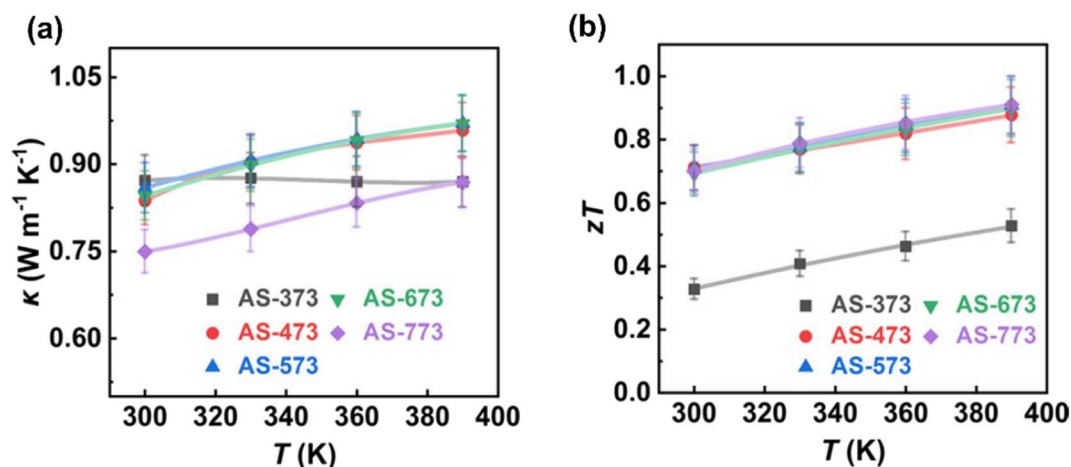 (a)
κ (W m⁻¹ K⁻¹)
1.05
0.90
0.75
0.60
AS-373 AS-673
AS-473 AS-773
AS-573
300 320 340 360 380 400
T (K)
(b)
zT
1.0
0.8
0.6
0.4
0.2
0.0
AS-373 AS-673
AS-473 AS-773
AS-573
300 320 340 360 380 400
T (K)